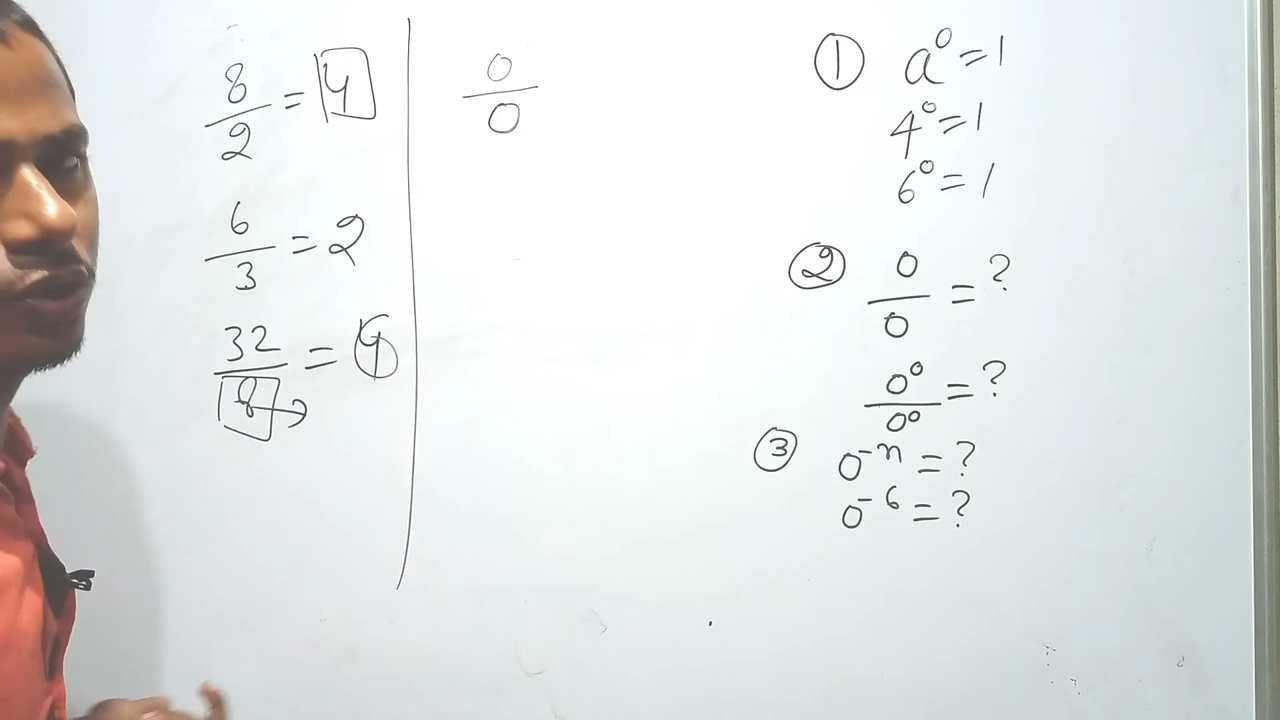 8/2 = 4
6/3 = 2
32/8 = 4
0/0
① a⁰ = 1
4⁰ = 1
6⁰ = 1
② 0/0 = ?
0⁰/0⁰ = ?
③ 0⁻ⁿ = ?
0⁻⁶ = ?